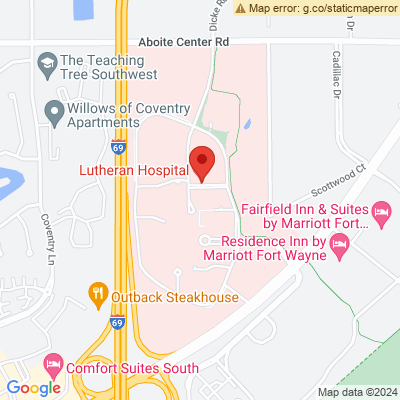 Map error: g.co/staticmaperror
Dicke R
Aboite Center Rd
The Teaching
Tree Southwest
Cadillac Dr
Willows of Coventry
Apartments
69
Lutheran Hospital
Scottwood Ct
Fairfield Inn & Suites
by Marriott Fort...
Coventry Ln
Residence Inn by
Marriott Fort Wayne
Outback Steakhouse
69
Comfort Suites South
Google
Map data ©2024